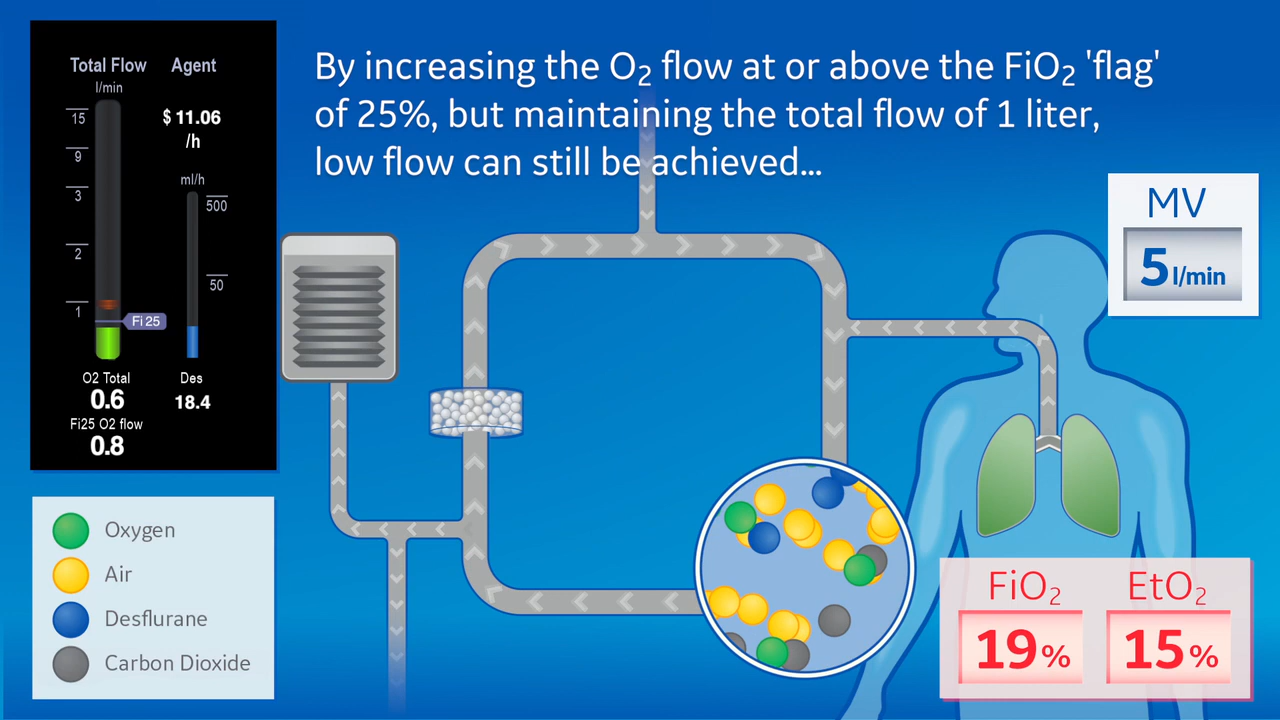 Total Flow
Agent
l/min
15
9
3
2
1
Fi 25
$ 11.06
/h
ml/h
500
50
O2 Total
0.6
Des
18.4
Fi25 O2 flow
0.8
By increasing the O₂ flow at or above the FiO₂ 'flag'
of 25%, but maintaining the total flow of 1 liter,
low flow can still be achieved...
MV
5 l/min
Oxygen
Air
Desflurane
Carbon Dioxide
FiO₂
19 %
EtO₂
15 %